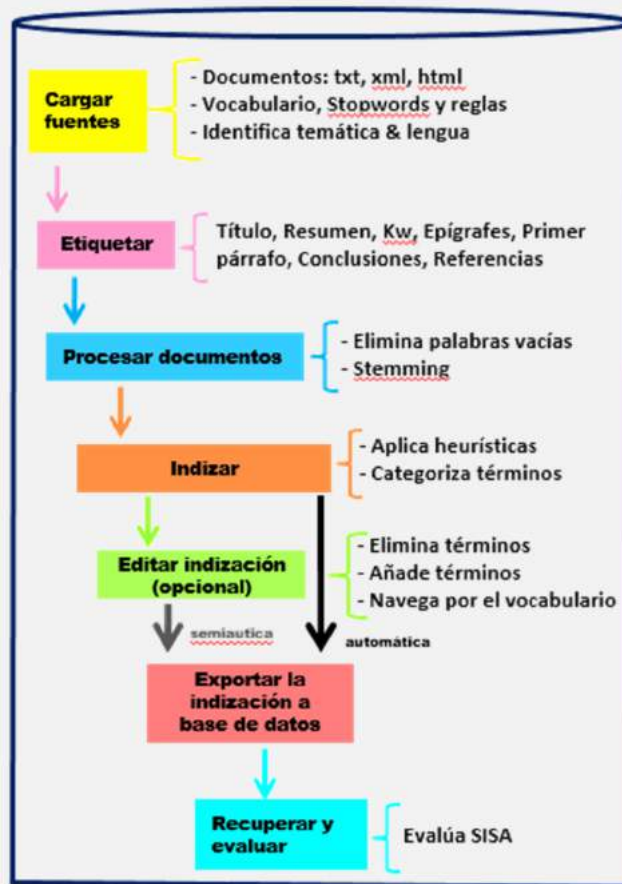 Cargar
fuentes
- Documentos: txt, xml, html
- Vocabulario, Stopwords y reglas
- Identifica temática & lengua
Etiquetar
Título, Resumen, Kw, Epígrafes, Primer
párrafo, Conclusiones, Referencias
Procesar documentos
- Elimina palabras vacías
- Stemming
Indizar
- Aplica heurísticas
- Categoriza términos
Editar indización
(opcional)
- Elimina términos
- Añade términos
- Navega por el vocabulario
semiautica
automática
Exportar la
indización a
base de datos
Recuperar y
evaluar
Evalúa SISA